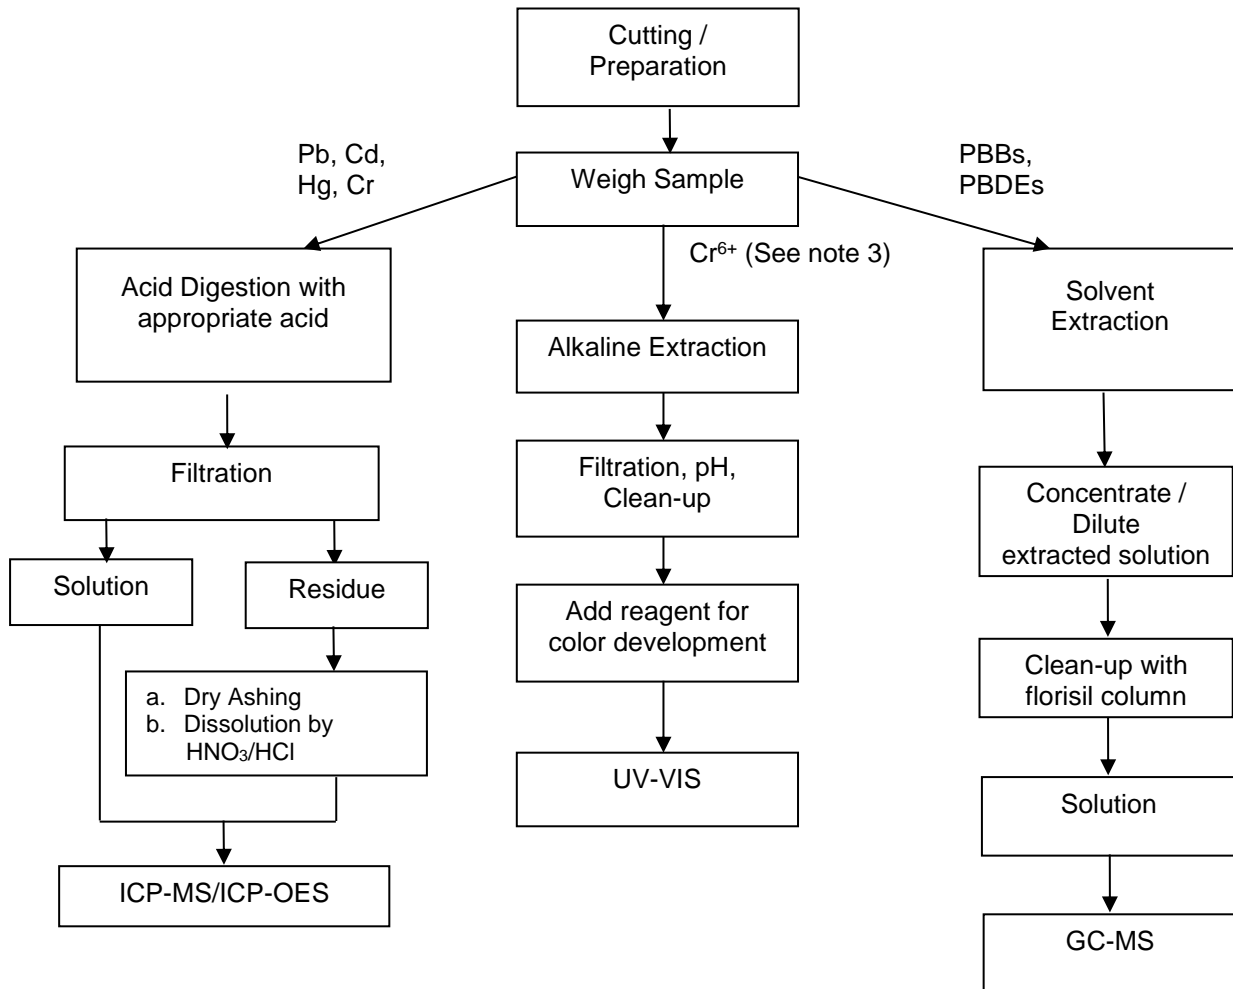 Cutting /
Preparation
Pb, Cd,
Hg, Cr
Weigh Sample
PBBs,
PBDEs
Cr⁶⁺ (See note 3)
Acid Digestion with
appropriate acid
Alkaline Extraction
Solvent
Extraction
Filtration
Filtration, pH,
Clean-up
Concentrate /
Dilute
extracted solution
Solution
Residue
Add reagent for
color development
a. Dry Ashing
b. Dissolution by
HNO₃/HCl
Clean-up with
florisil column
UV-VIS
Solution
ICP-MS/ICP-OES
GC-MS